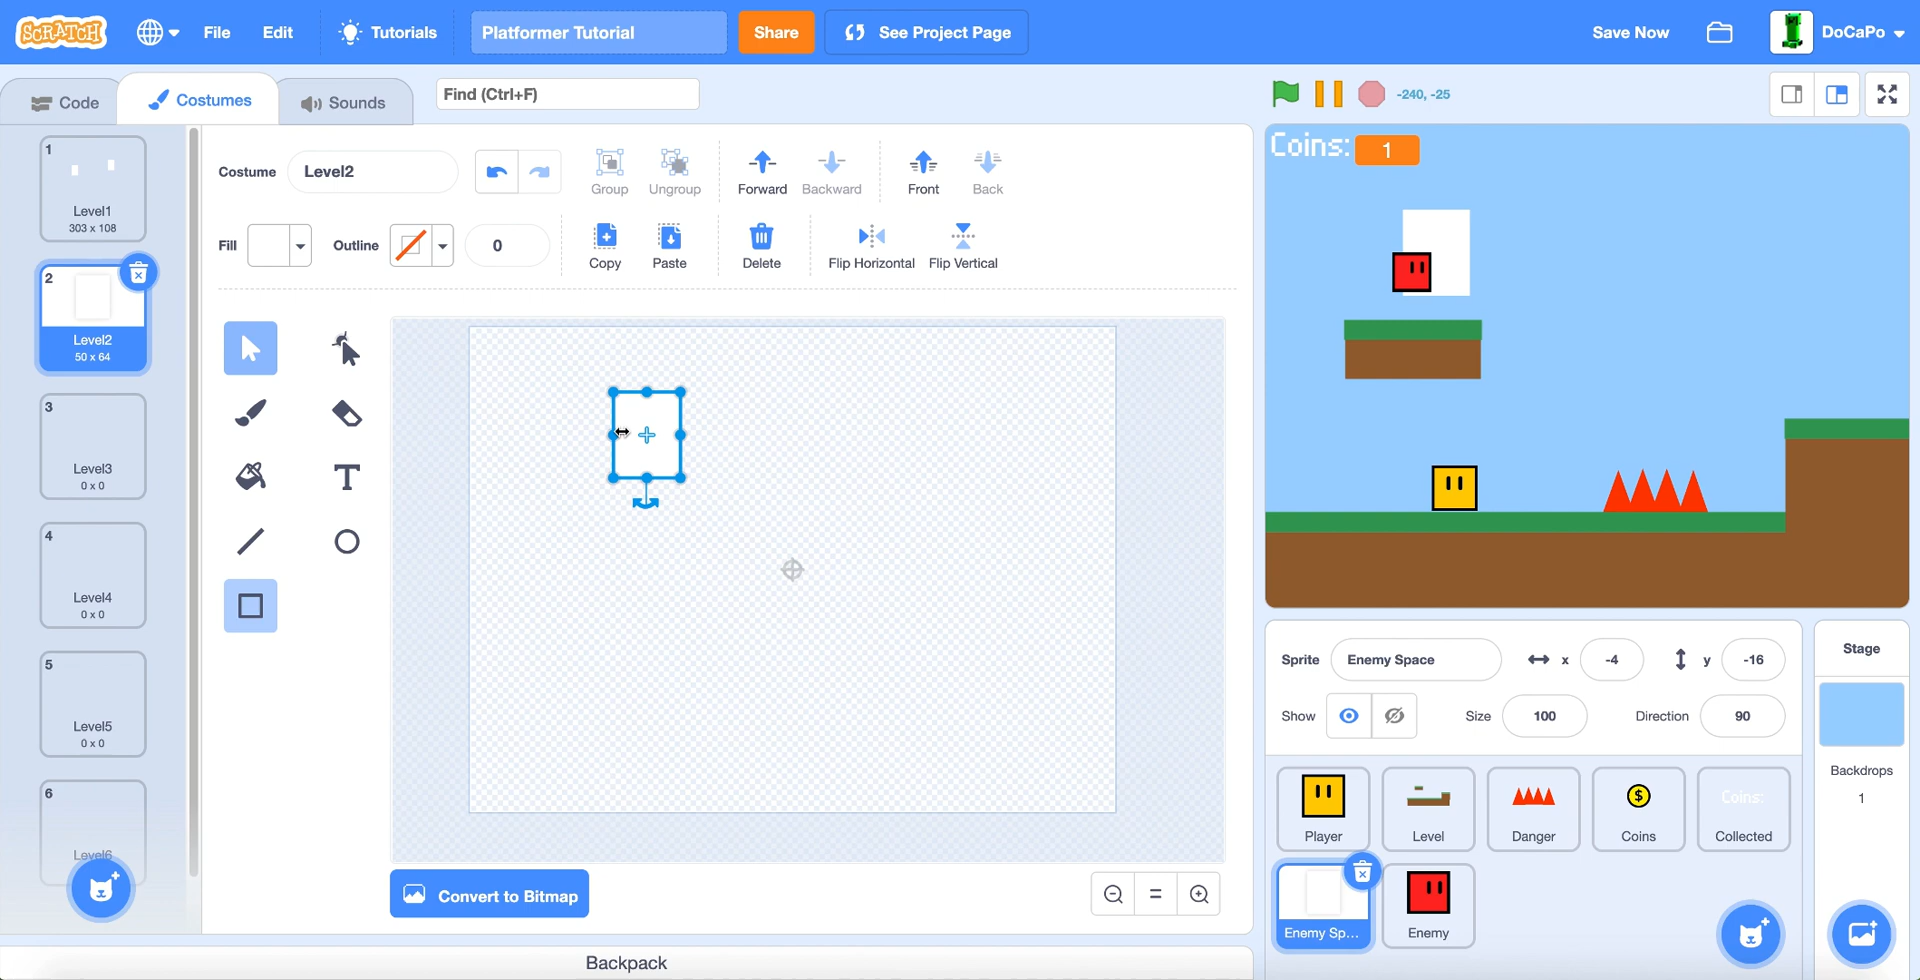 SCRATCH File Edit Tutorials Platformer Tutorial Share See Project Page Save Now DoCaPo
Code Costumes Sounds Find (Ctrl+F) -240, -25
1
Level1
303 x 108
2
Level2
50 x 64
3
Level3
0 x 0
4
Level4
0 x 0
5
Level5
0 x 0
6
Level6
Costume Level2 Group Ungroup Forward Backward Front Back
Fill Outline 0 Copy Paste Delete Flip Horizontal Flip Vertical
T
Convert to Bitmap
Backpack
Coins: 1
Sprite Enemy Space x -4 y -16
Show Size 100 Direction 90
Player Level Danger $ Coins Coins: Collected
Enemy Sp... Enemy
Stage
Backdrops
1